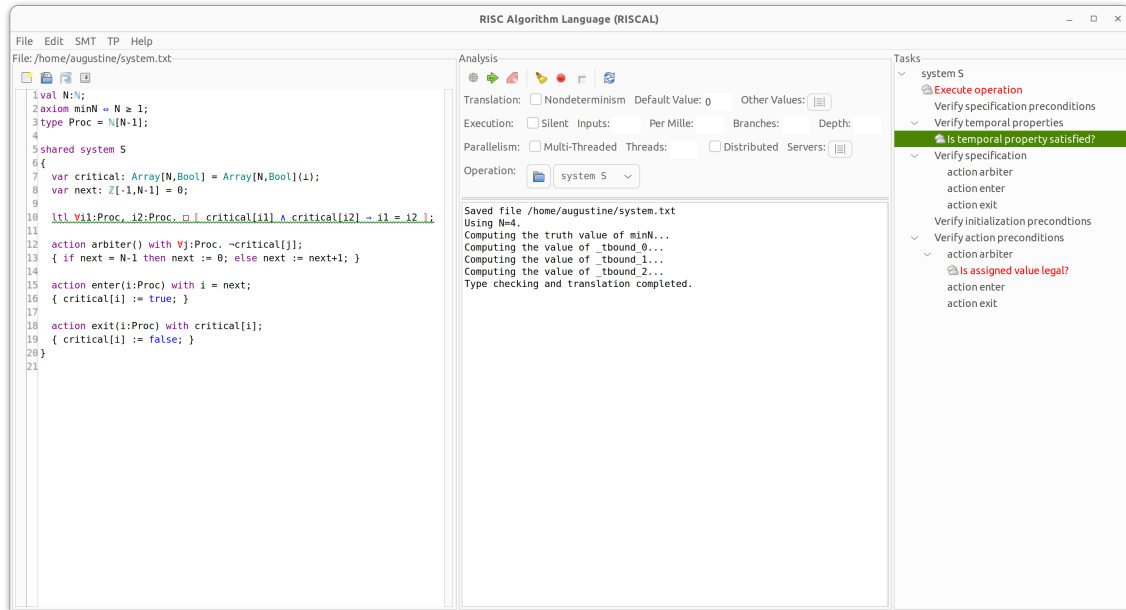 RISC Algorithm Language (RISCAL)
File Edit SMT TP Help
File: /home/augustine/system.txt
1 val N:ℕ;
2 axiom minN ⇔ N ≥ 1;
3 type Proc = ℕ[N-1];
4
5 shared system S
6 {
7 var critical: Array[N,Bool] = Array[N,Bool](⊥);
8 var next: ℤ[-1,N-1] = 0;
9
10 ltl ∀i1:Proc, i2:Proc. □ ⟦ critical[i1] ∧ critical[i2] ⇒ i1 = i2 ⟧;
11
12 action arbiter() with ∀j:Proc. ¬critical[j];
13 { if next = N-1 then next := 0; else next := next+1; }
14
15 action enter(i:Proc) with i = next;
16 { critical[i] := true; }
17
18 action exit(i:Proc) with critical[i];
19 { critical[i] := false; }
20 }
21
Analysis
Translation: Nondeterminism Default Value: 0 Other Values:
Execution: Silent Inputs: Per Mille: Branches: Depth:
Parallelism: Multi-Threaded Threads: Distributed Servers:
Operation: system S
Saved file /home/augustine/system.txt
Using N=4.
Computing the truth value of minN...
Computing the value of _tbound_0...
Computing the value of _tbound_1...
Computing the value of _tbound_2...
Type checking and translation completed.
Tasks
system S
Execute operation
Verify specification preconditions
Verify temporal properties
Is temporal property satisfied?
Verify specification
action arbiter
action enter
action exit
Verify initialization precondtions
Verify action preconditions
action arbiter
Is assigned value legal?
action enter
action exit